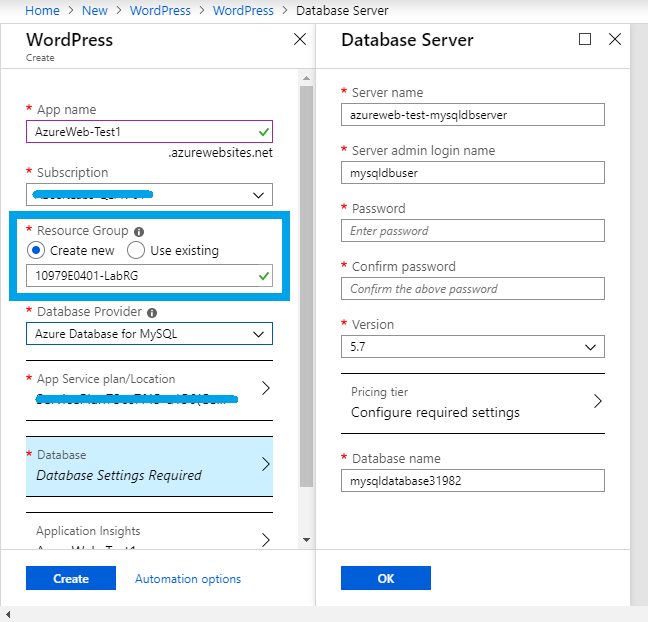 Home > New > WordPress > WordPress > Database Server
WordPress
Create
* App name
AzureWeb-Test1
.azurewebsites.net
* Subscription
* Resource Group
Create new
Use existing
10979E0401-LabRG
* Database Provider
Azure Database for MySQL
* App Service plan/Location
* Database
Database Settings Required
Application Insights
AzureWeb-Test1
Create
Automation options
Database Server
* Server name
azureweb-test-mysqldbserver
* Server admin login name
mysqldbuser
* Password
Enter password
* Confirm password
Confirm the above password
* Version
5.7
Pricing tier
Configure required settings
* Database name
mysqldatabase31982
OK